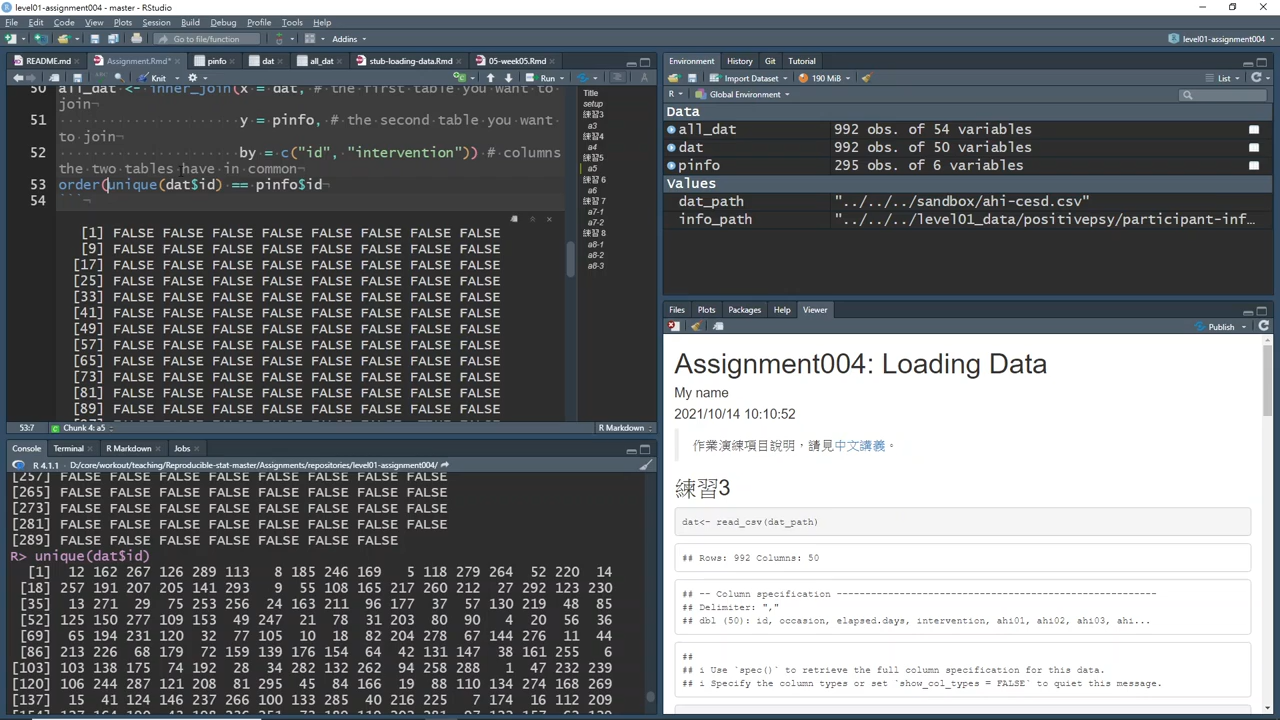 level01-assignment004 - master - RStudio
File Edit Code View Plots Session Build Debug Profile Tools Help
Go to file/function Addins level01-assignment004
README.md Assignment.Rmd* pinfo dat all_dat stub-loading-data.Rmd 05-week05.Rmd
Knit Run
50 all_dat <- inner_join(x = dat, # the first table you want to
join¬
51 ······················y = pinfo, # the second table you want
to join¬
52 ······················by = c("id", "intervention")) # columns
the two tables have in common¬
53 order(unique(dat$id) == pinfo$id¬
54 ```¬
[1] FALSE FALSE FALSE FALSE FALSE FALSE FALSE FALSE
[9] FALSE FALSE FALSE FALSE FALSE FALSE FALSE FALSE
[17] FALSE FALSE FALSE FALSE FALSE FALSE FALSE FALSE
[25] FALSE FALSE FALSE FALSE FALSE FALSE FALSE FALSE
[33] FALSE FALSE FALSE FALSE FALSE FALSE FALSE FALSE
[41] FALSE FALSE FALSE FALSE FALSE FALSE FALSE FALSE
[49] FALSE FALSE FALSE FALSE FALSE FALSE FALSE FALSE
[57] FALSE FALSE FALSE FALSE FALSE FALSE FALSE FALSE
[65] FALSE FALSE FALSE FALSE FALSE FALSE FALSE FALSE
[73] FALSE FALSE FALSE FALSE FALSE FALSE FALSE FALSE
[81] FALSE FALSE FALSE FALSE FALSE FALSE FALSE FALSE
[89] FALSE FALSE FALSE FALSE FALSE FALSE FALSE FALSE
Title
setup
練習3
a3
練習4
a4
練習5
a5
練習 6
a6
練習 7
a7-1
a7-2
練習 8
a8-1
a8-2
a8-3
53:7 Chunk 4: a5 R Markdown
Console Terminal R Markdown Jobs
R 4.1.1 D:/core/workout/teaching/Reproducible-stat-master/Assignments/repositories/level01-assignment004/
[257] FALSE FALSE FALSE FALSE FALSE FALSE FALSE FALSE
[265] FALSE FALSE FALSE FALSE FALSE FALSE FALSE FALSE
[273] FALSE FALSE FALSE FALSE FALSE FALSE FALSE FALSE
[281] FALSE FALSE FALSE FALSE FALSE FALSE FALSE FALSE
[289] FALSE FALSE FALSE FALSE FALSE FALSE FALSE
R> unique(dat$id)
[1] 12 162 267 126 289 113 8 185 246 169 5 118 279 264 52 220 14
[18] 257 191 207 205 141 293 9 55 108 165 217 260 212 27 292 123 230
[35] 13 271 29 75 253 256 24 163 211 96 177 37 57 130 219 48 85
[52] 125 150 277 109 153 49 247 21 78 31 203 80 90 4 20 56 36
[69] 65 194 231 120 32 77 105 10 18 82 204 278 67 144 276 11 44
[86] 213 226 68 179 72 159 139 176 154 64 42 131 147 38 161 255 6
[103] 103 138 175 74 192 28 34 282 132 262 94 258 288 1 47 232 239
[120] 106 244 287 121 208 81 295 45 84 166 19 88 110 134 274 168 269
[137] 15 41 124 146 237 266 100 133 285 40 216 225 7 174 16 112 209
Environment History Git Tutorial
Import Dataset 190 MiB List
R Global Environment
Data
all_dat 992 obs. of 54 variables
dat 992 obs. of 50 variables
pinfo 295 obs. of 6 variables
Values
dat_path "../../../sandbox/ahi-cesd.csv"
info_path "../../../level01_data/positivepsy/participant-inf…
Files Plots Packages Help Viewer
Publish
Assignment004: Loading Data
My name
2021/10/14 10:10:52
作業演練項目說明，請見中文講義。
練習3
dat<- read_csv(dat_path)
## Rows: 992 Columns: 50
## -- Column specification --------------------------------------------------------
## Delimiter: ","
## dbl (50): id, occasion, elapsed.days, intervention, ahi01, ahi02, ahi03, ahi...
##
## i Use `spec()` to retrieve the full column specification for this data.
## i Specify the column types or set `show_col_types = FALSE` to quiet this message.